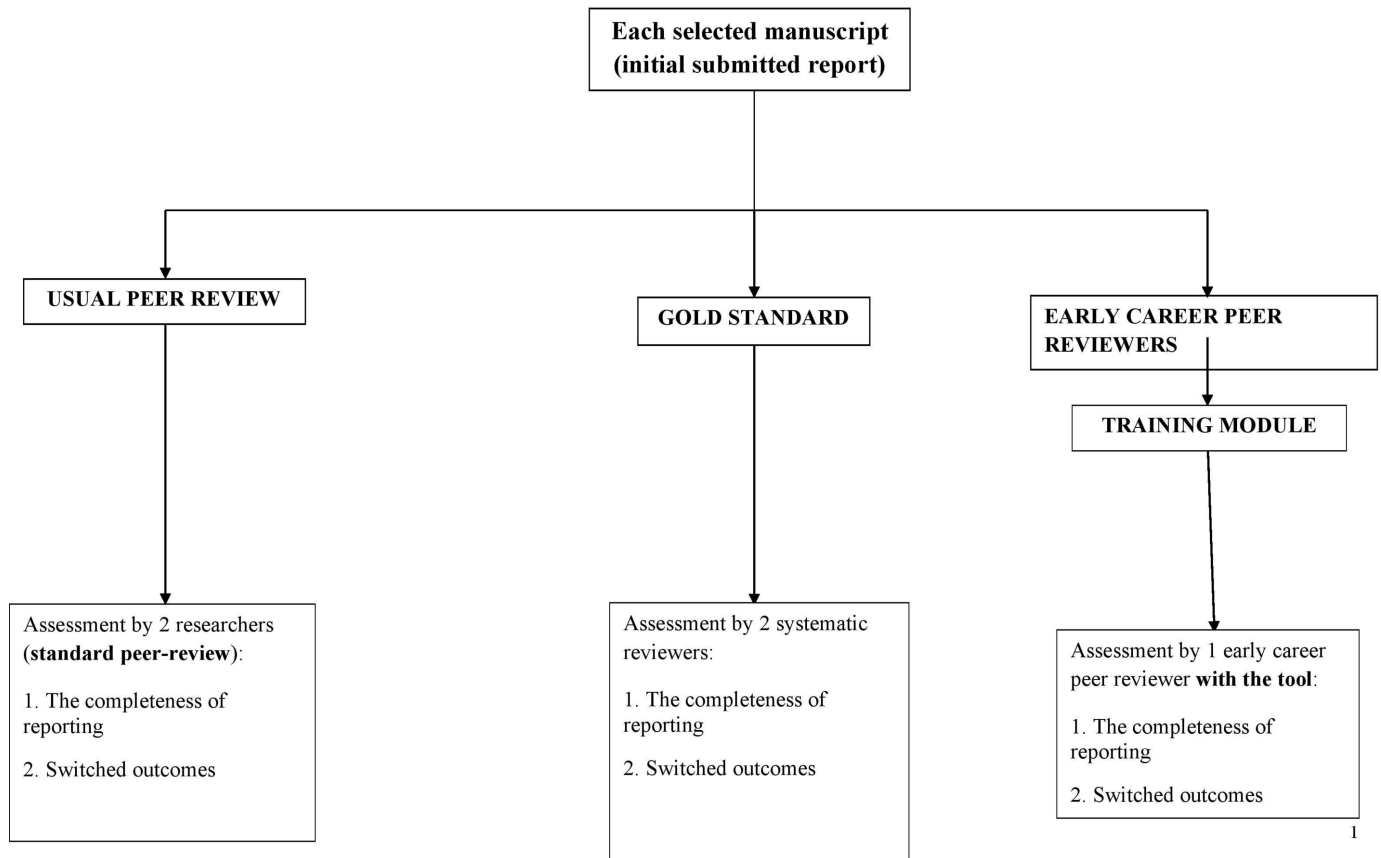 Each selected manuscript
(initial submitted report)
USUAL PEER REVIEW
GOLD STANDARD
EARLY CAREER PEER
REVIEWERS
TRAINING MODULE
Assessment by 2 researchers
(standard peer-review):
1. The completeness of
reporting
2. Switched outcomes
Assessment by 2 systematic
reviewers:
1. The completeness of
reporting
2. Switched outcomes
Assessment by 1 early career
peer reviewer with the tool:
1. The completeness of
reporting
2. Switched outcomes
1